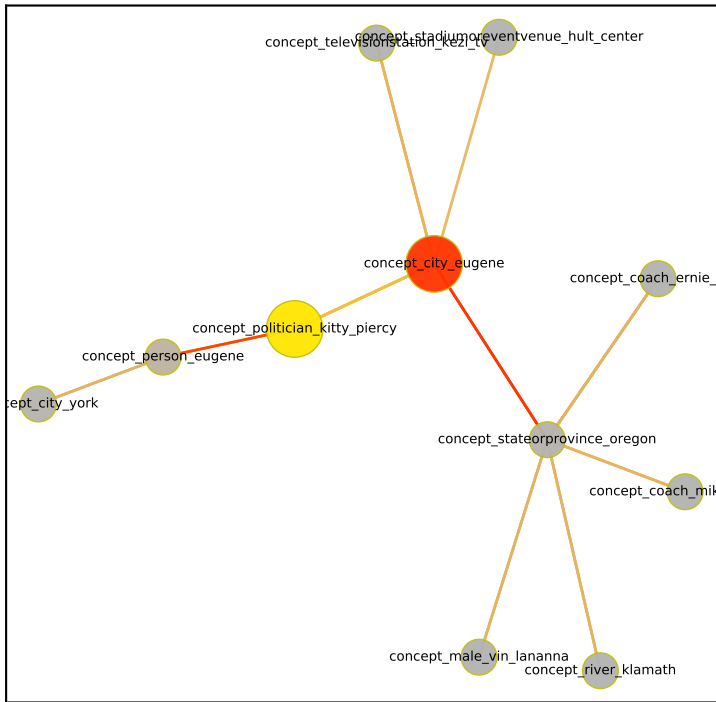 concept_stadiumoreventvenue_hult_center
concept_televisionstation_kezi_tv
concept_city_eugene
concept_coach_ernie_
concept_politician_kitty_piercy
concept_person_eugene
cept_city_york
concept_stateorprovince_oregon
concept_coach_mik
concept_male_vin_lananna
concept_river_klamath